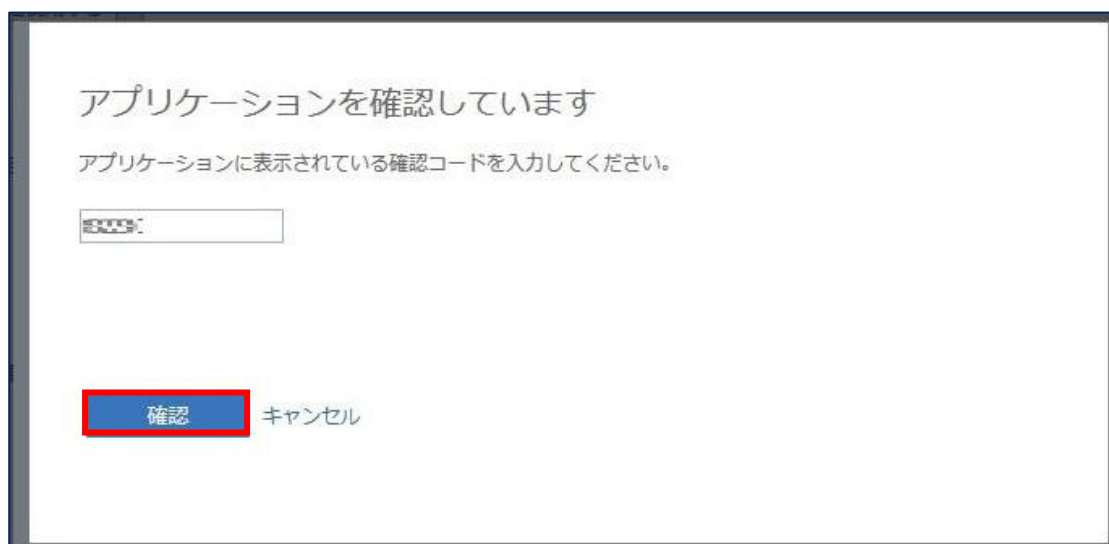 アプリケーションを確認しています
アプリケーションに表示されている確認コードを入力してください。
確認 キャンセル